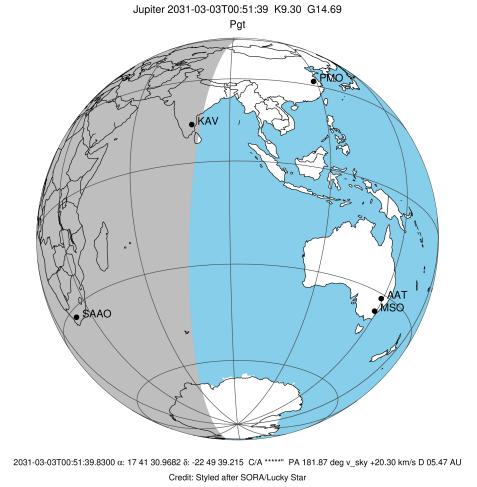 Jupiter 2031-03-03T00:51:39  K9.30  G14.69
Pgt
PMO
KAV
AAT
MSO
SAAO
2031-03-03T00:51:39.8300 α: 17 41 30.9682 δ: -22 49 39.215  C/A *****"  PA 181.87 deg v_sky +20.30 km/s D 05.47 AU
Credit: Styled after SORA/Lucky Star